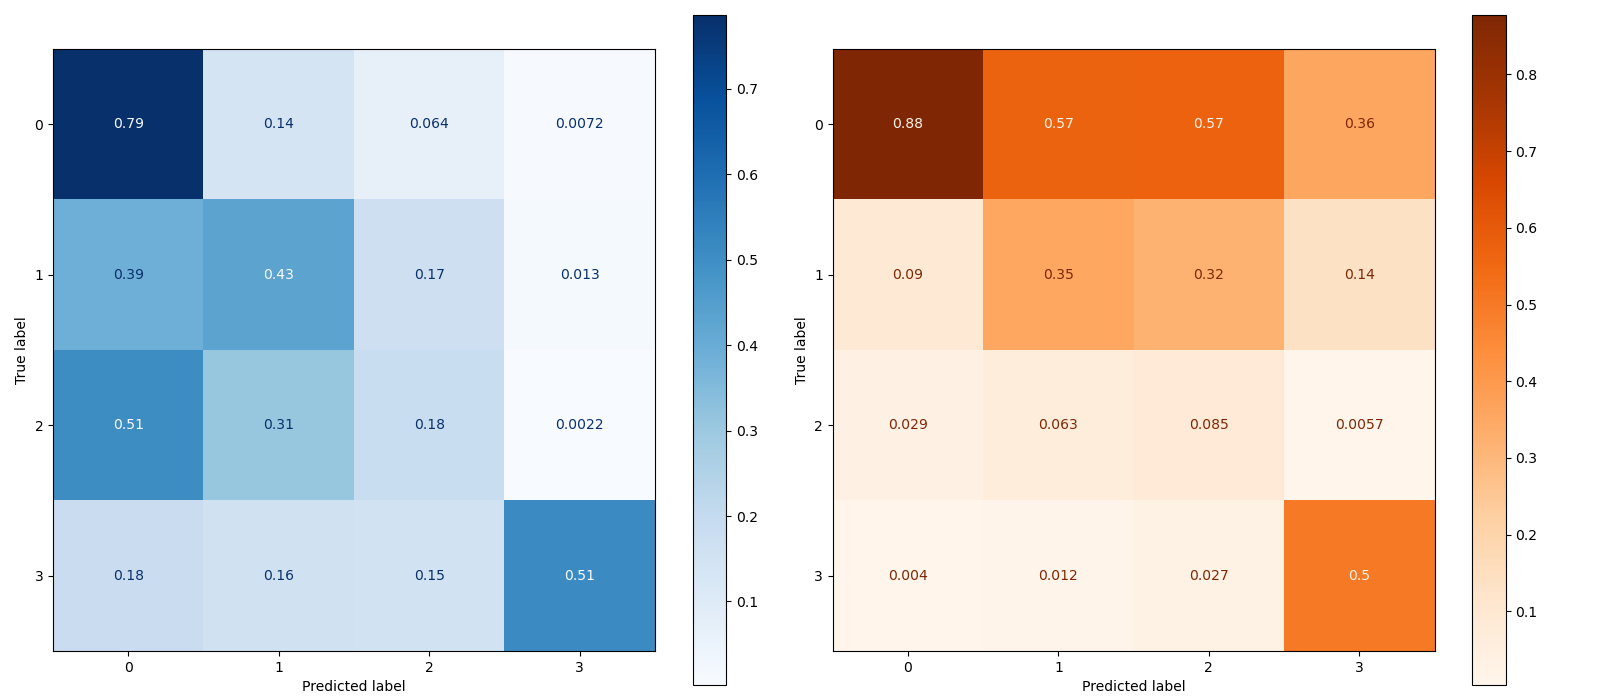 0 0.79 0.14 0.064 0.0072
1 0.39 0.43 0.17 0.013
2 0.51 0.31 0.18 0.0022
3 0.18 0.16 0.15 0.51
0 1 2 3
Predicted label
True label
0.7
0.6
0.5
0.4
0.3
0.2
0.1
0 0.88 0.57 0.57 0.36
1 0.09 0.35 0.32 0.14
2 0.029 0.063 0.085 0.0057
3 0.004 0.012 0.027 0.5
0 1 2 3
Predicted label
True label
0.8
0.7
0.6
0.5
0.4
0.3
0.2
0.1